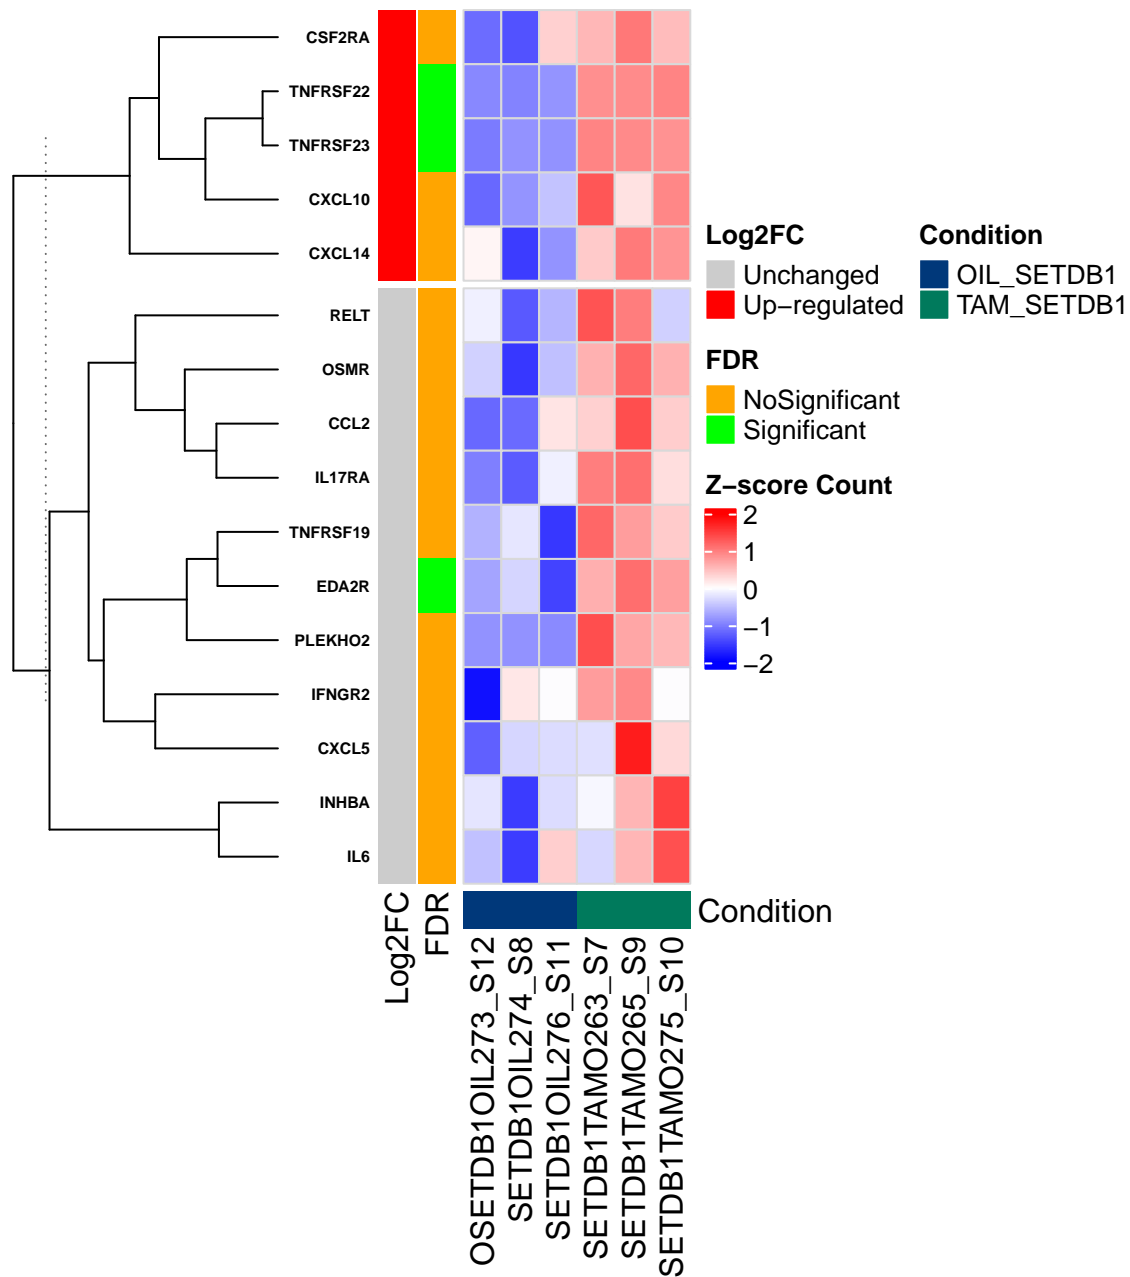 CSF2RA
TNFRSF22
TNFRSF23
CXCL10
CXCL14
RELT
OSMR
CCL2
IL17RA
TNFRSF19
EDA2R
PLEKHO2
IFNGR2
CXCL5
INHBA
IL6
Log2FC
FDR
OSETDB1OIL273_S12
SETDB1OIL274_S8
SETDB1OIL276_S11
SETDB1TAMO263_S7
SETDB1TAMO265_S9
SETDB1TAMO275_S10
Condition
Log2FC
Unchanged
Up−regulated
FDR
NoSignificant
Significant
Z−score Count
2
1
0
−1
−2
Condition
OIL_SETDB1
TAM_SETDB1